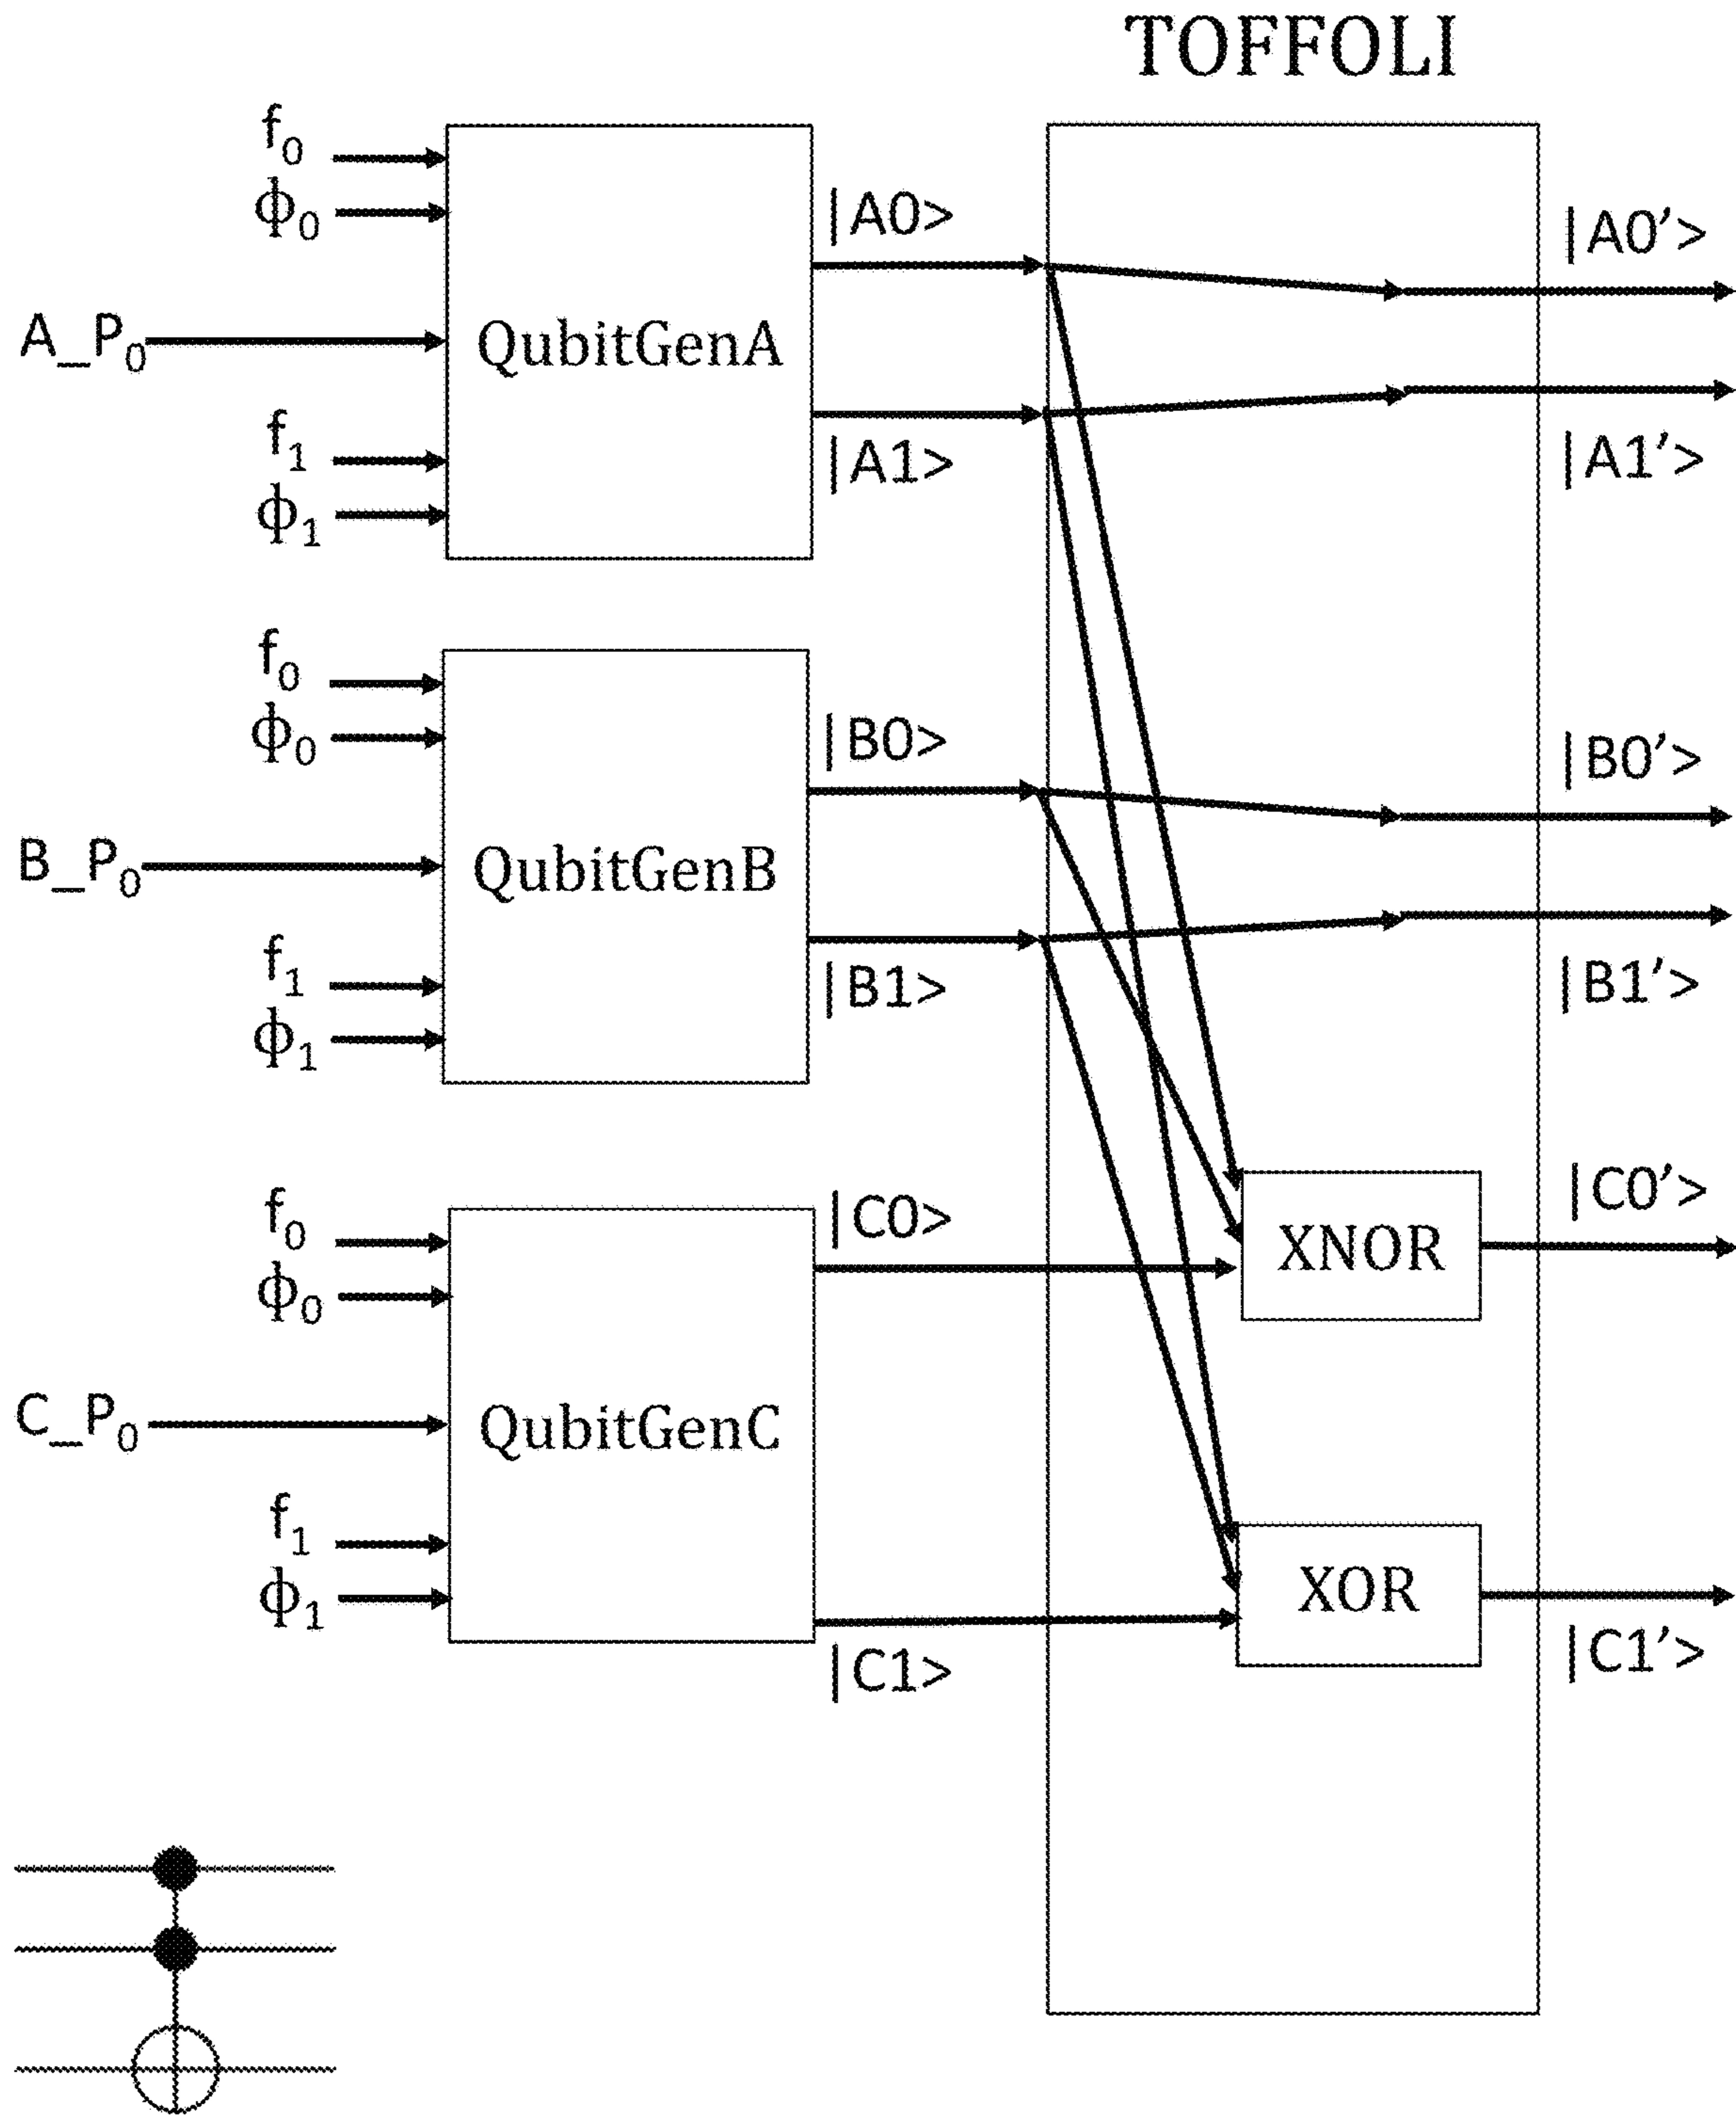 TOFFOLI
f₀
ϕ₀
A_P₀
f₁
ϕ₁
QubitGenA
|A0>
|A1>
|A0’>
|A1’>
f₀
ϕ₀
B_P₀
f₁
ϕ₁
QubitGenB
|B0>
|B1>
|B0’>
|B1’>
f₀
ϕ₀
C_P₀
f₁
ϕ₁
QubitGenC
|C0>
|C1>
XNOR
XOR
|C0’>
|C1’>